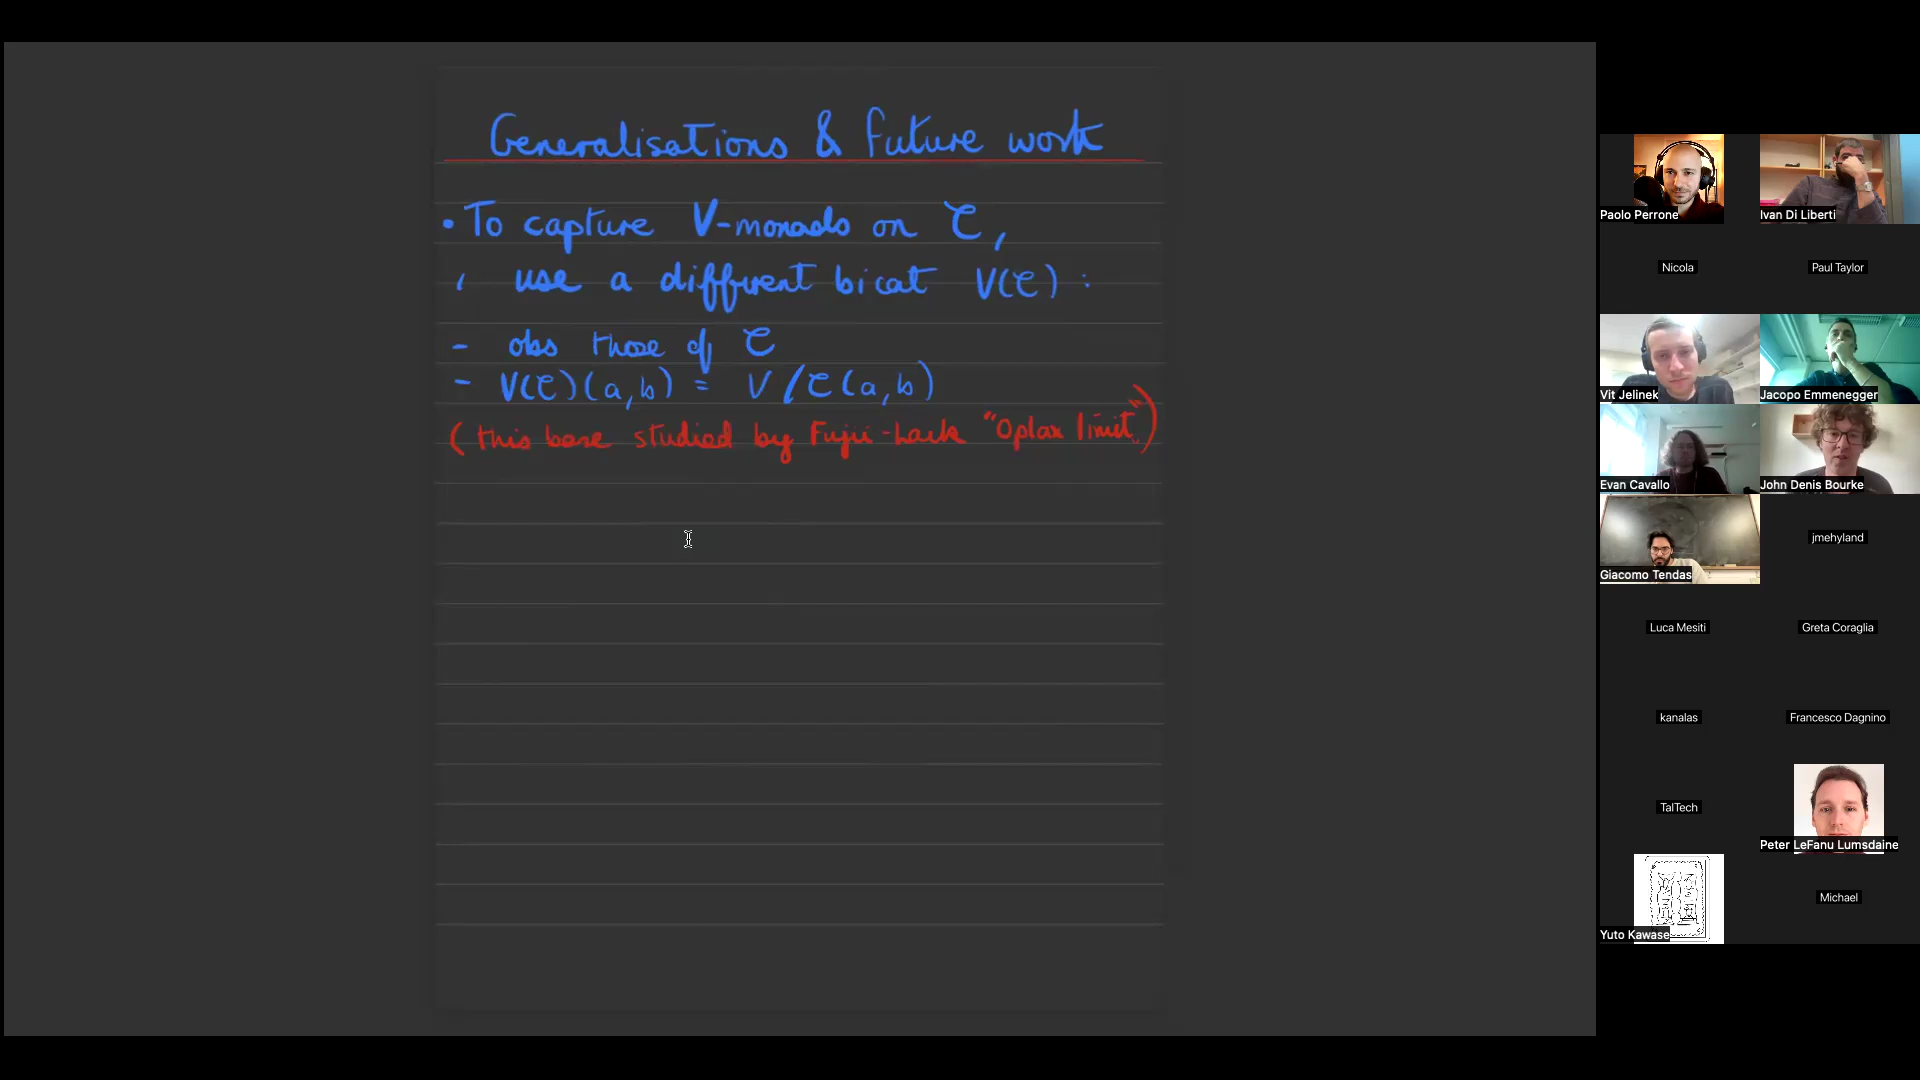 Generalisations & future work
• To capture V-monads on C,
use a different bicat V(C) :
- obs those of C
- V(C)(a,b) = V/C(a,b)
(this base studied by Fujii-Lack "Oplax limit")
Paolo Perrone
Ivan Di Liberti
Nicola
Paul Taylor
Vit Jelinek
Jacopo Emmenegger
Evan Cavallo
John Denis Bourke
Giacomo Tendas
jmehyland
Luca Mesiti
Greta Coraglia
kanalas
Francesco Dagnino
TalTech
Peter LeFanu Lumsdaine
Yuto Kawase
Michael